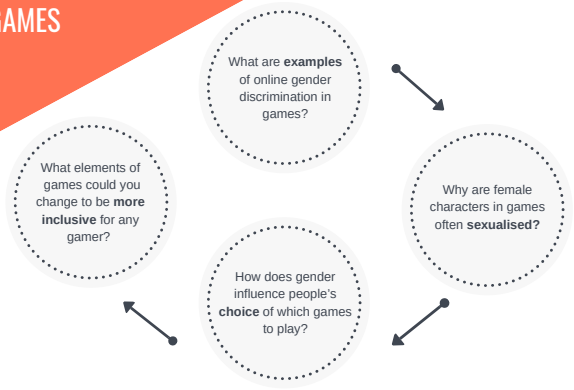 GAMES
What are examples
of online gender
discrimination in
games?
Why are female
characters in games
often sexualised?
How does gender
influence people's
choice of which games
to play?
What elements of
games could you
change to be more
inclusive for any
gamer?